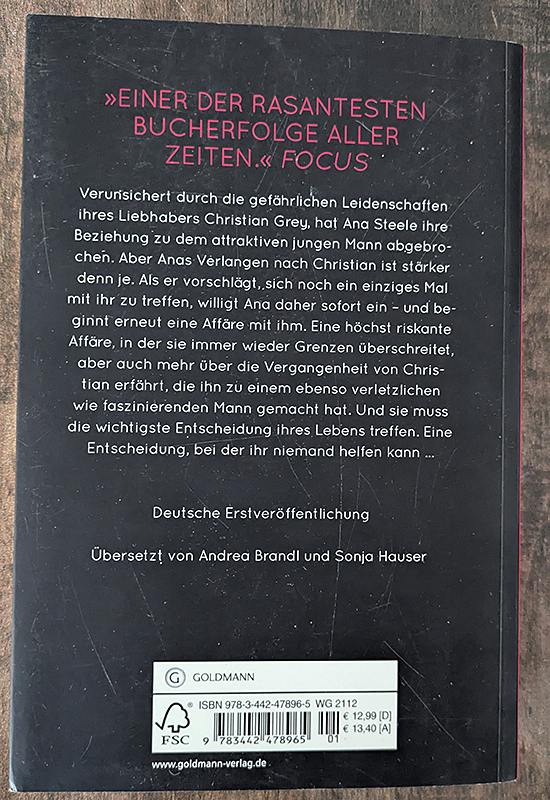 »EINER DER RASANTESTEN
BUCHERFOLGE ALLER
ZEITEN.« FOCUS
Verunsichert durch die gefährlichen Leidenschaften
ihres Liebhabers Christian Grey, hat Ana Steele ihre
Beziehung zu dem attraktiven jungen Mann abgebro-
chen. Aber Anas Verlangen nach Christian ist stärker
denn je. Als er vorschlägt, sich noch ein einziges Mal
mit ihr zu treffen, willigt Ana daher sofort ein – und be-
ginnt erneut eine Affäre mit ihm. Eine höchst riskante
Affäre, in der sie immer wieder Grenzen überschreitet,
aber auch mehr über die Vergangenheit von Chris-
tian erfährt, die ihn zu einem ebenso verletzlichen
wie faszinierenden Mann gemacht hat. Und sie muss
die wichtigste Entscheidung ihres Lebens treffen. Eine
Entscheidung, bei der ihr niemand helfen kann ...
Deutsche Erstveröffentlichung
Übersetzt von Andrea Brandl und Sonja Hauser
G GOLDMANN
ISBN 978-3-442-47896-5 WG 2112
€ 12,99 [D]
€ 13,40 [A]
® FSC
9 783442 478965 01
www.goldmann-verlag.de